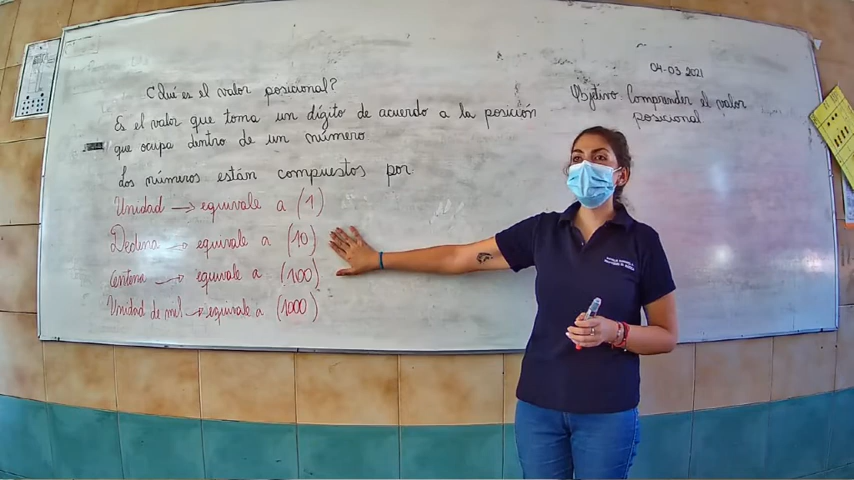 ¿Qué es el valor posicional?
Es el valor que toma un dígito de acuerdo a la posición
que ocupa dentro de un número
Los números están compuestos por
Unidad → equivale a (1)
Decena → equivale a (10)
Centena → equivale a (100)
Unidad de mil → equivale a (1000)
04-03-2021
Objetivo: Comprender el valor
posicional